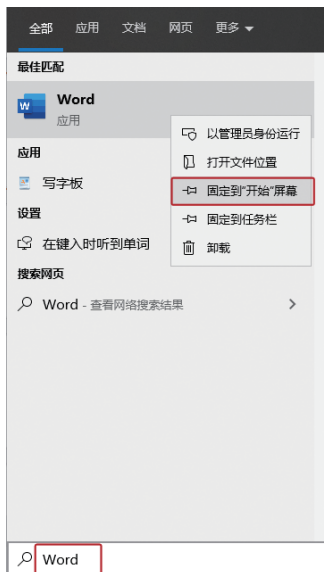 全部 应用 文档 网页 更多
最佳匹配
Word
应用
以管理员身份运行
打开文件位置
固定到"开始"屏幕
固定到任务栏
卸载
应用
写字板
设置
在键入时听到单词
搜索网页
Word - 查看网络搜索结果
Word